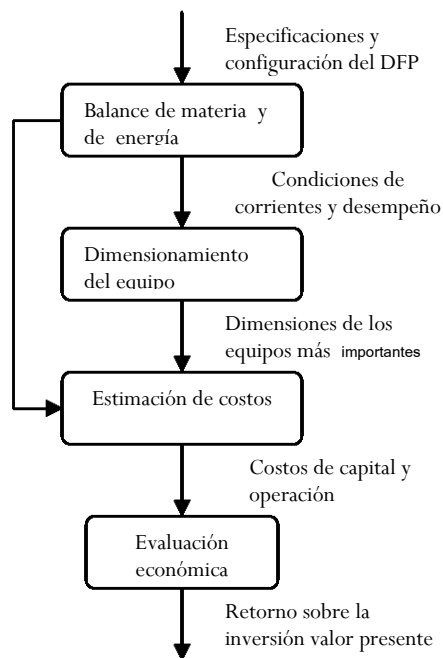 Especificaciones y
configuración del DFP
Balance de materia y
de energía
Condiciones de
corrientes y desempeño
Dimensionamiento
del equipo
Dimensiones de los
equipos más importantes
Estimación de costos
Costos de capital y
operación
Evaluación
económica
Retorno sobre la
inversión valor presente